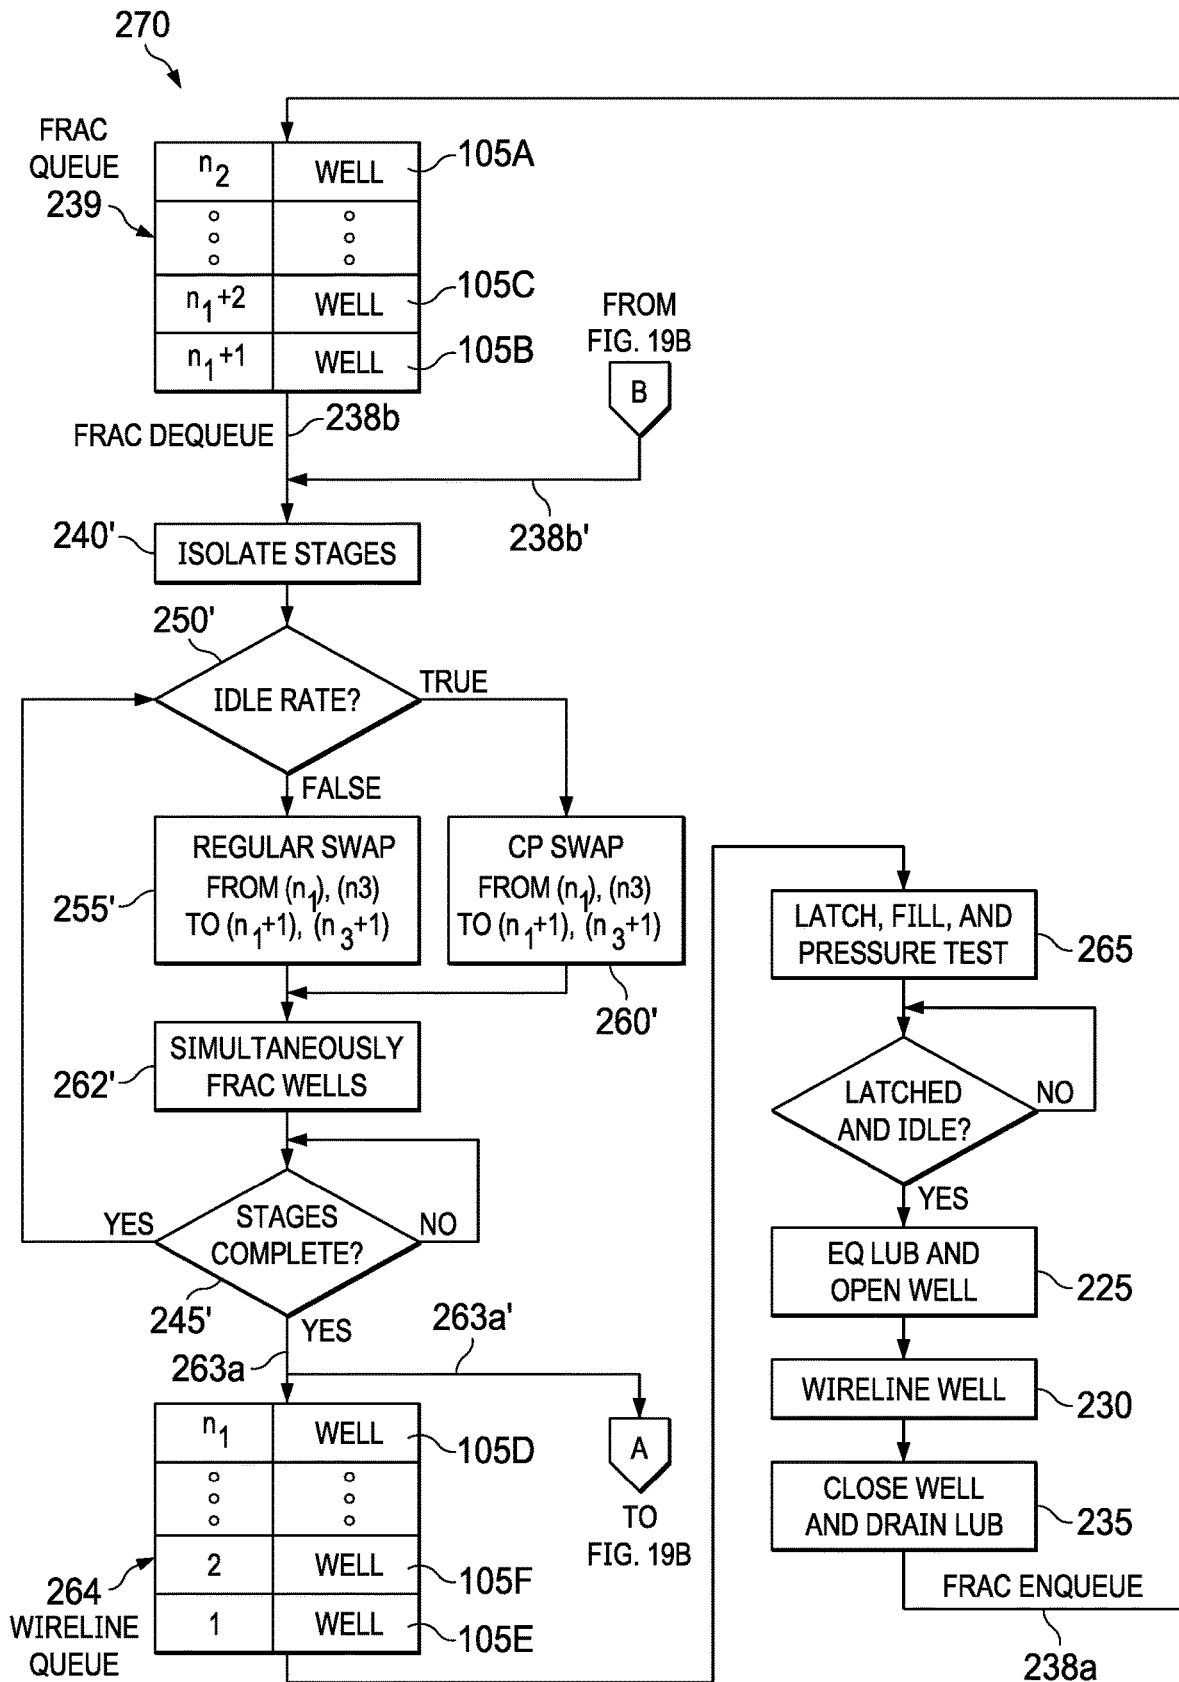 270
FRAC
QUEUE
239
n2 WELL 105A
n1+2 WELL 105C
n1+1 WELL 105B
FROM
FIG. 19B
B
FRAC DEQUEUE
238b
238b'
240'
ISOLATE STAGES
250'
IDLE RATE?
TRUE
FALSE
255'
REGULAR SWAP
FROM (n1), (n3)
TO (n1+1), (n3+1)
CP SWAP
FROM (n1), (n3)
TO (n1+1), (n3+1)
260'
262'
SIMULTANEOUSLY
FRAC WELLS
STAGES
COMPLETE?
YES
NO
245'
YES
263a
263a'
A
TO
FIG. 19B
n1 WELL 105D
2 WELL 105F
1 WELL 105E
264
WIRELINE
QUEUE
LATCH, FILL, AND
PRESSURE TEST
265
LATCHED
AND IDLE?
NO
YES
EQ LUB AND
OPEN WELL
225
WIRELINE WELL
230
CLOSE WELL
AND DRAIN LUB
235
FRAC ENQUEUE
238a